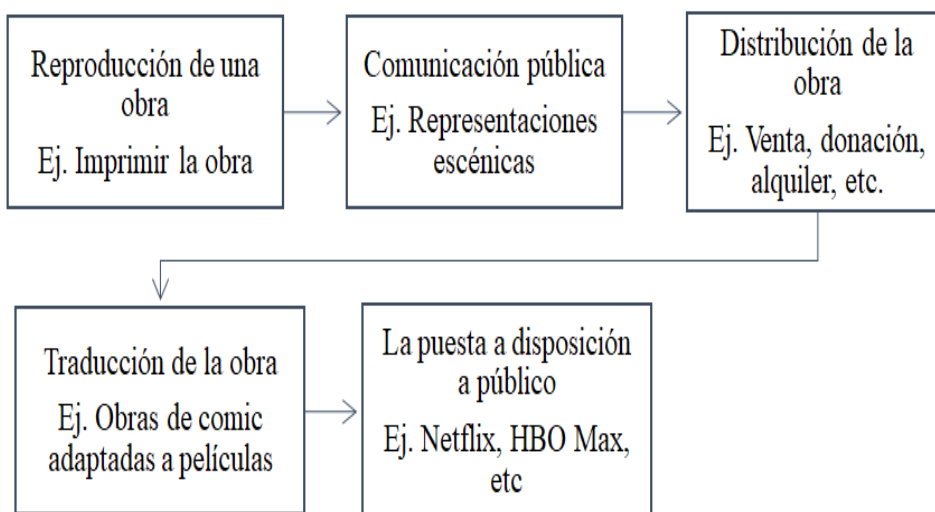 Reproducción de una
obra
Ej. Imprimir la obra
Comunicación pública
Ej. Representaciones
escénicas
Distribución de la
obra
Ej. Venta, donación,
alquiler, etc.
Traducción de la obra
Ej. Obras de comic
adaptadas a películas
La puesta a disposición
a público
Ej. Netflix, HBO Max,
etc